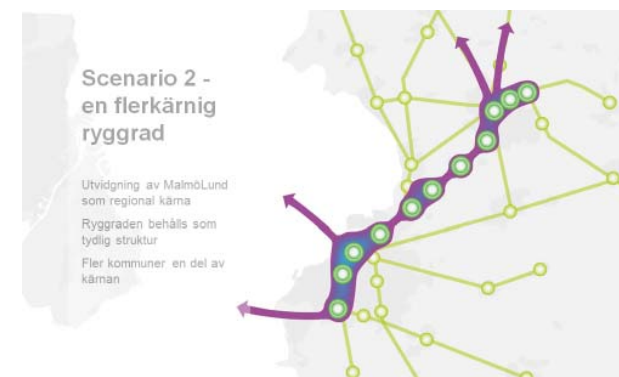 Scenario 2 -
en flerkärnig
ryggrad
Utvidgning av MalmöLund
som regional kärna
Ryggraden behålls som
tydlig struktur
Fler kommuner en del av
kärnan